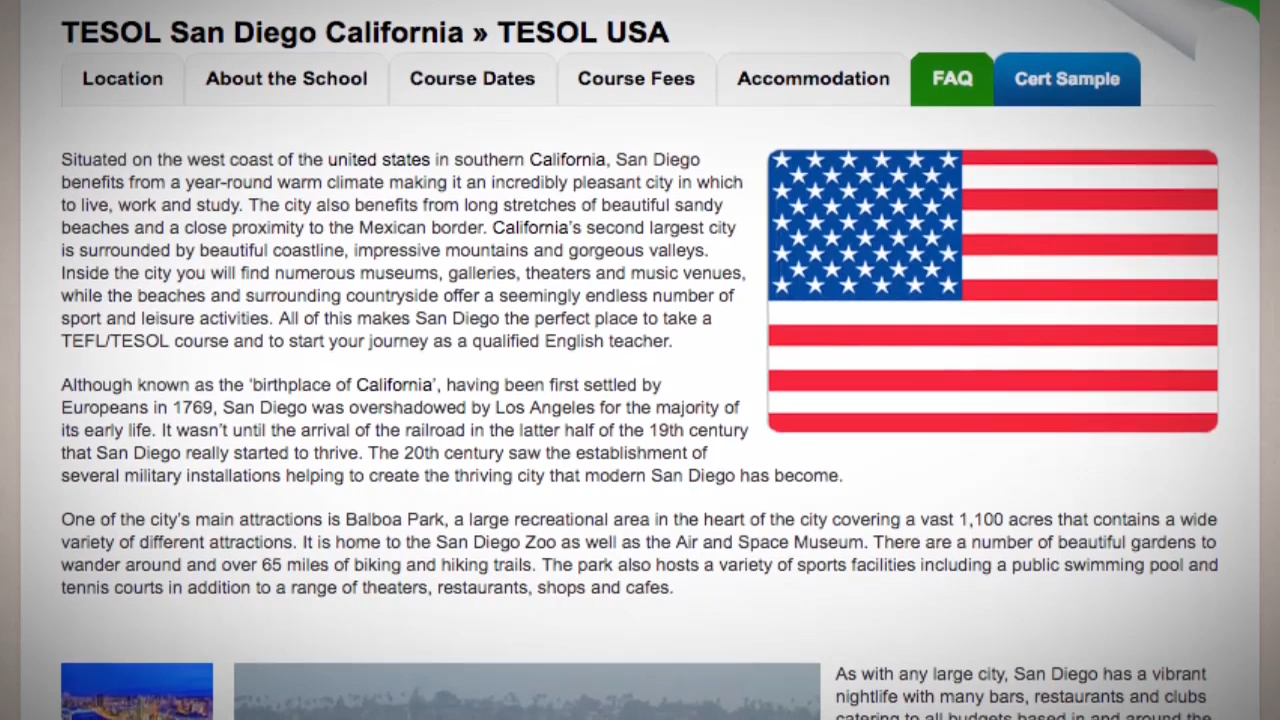 TESOL San Diego California » TESOL USA
Location
About the School
Course Dates
Course Fees
Accommodation
FAQ
Cert Sample
Situated on the west coast of the united states in southern California, San Diego
benefits from a year-round warm climate making it an incredibly pleasant city in which
to live, work and study. The city also benefits from long stretches of beautiful sandy
beaches and a close proximity to the Mexican border. California's second largest city
is surrounded by beautiful coastline, impressive mountains and gorgeous valleys.
Inside the city you will find numerous museums, galleries, theaters and music venues,
while the beaches and surrounding countryside offer a seemingly endless number of
sport and leisure activities. All of this makes San Diego the perfect place to take a
TEFL/TESOL course and to start your journey as a qualified English teacher.
Although known as the ‘birthplace of California’, having been first settled by
Europeans in 1769, San Diego was overshadowed by Los Angeles for the majority of
its early life. It wasn’t until the arrival of the railroad in the latter half of the 19th century
that San Diego really started to thrive. The 20th century saw the establishment of
several military installations helping to create the thriving city that modern San Diego has become.
One of the city’s main attractions is Balboa Park, a large recreational area in the heart of the city covering a vast 1,100 acres that contains a wide
variety of different attractions. It is home to the San Diego Zoo as well as the Air and Space Museum. There are a number of beautiful gardens to
wander around and over 65 miles of biking and hiking trails. The park also hosts a variety of sports facilities including a public swimming pool and
tennis courts in addition to a range of theaters, restaurants, shops and cafes.
As with any large city, San Diego has a vibrant
nightlife with many bars, restaurants and clubs
catering to all budgets based in and around the